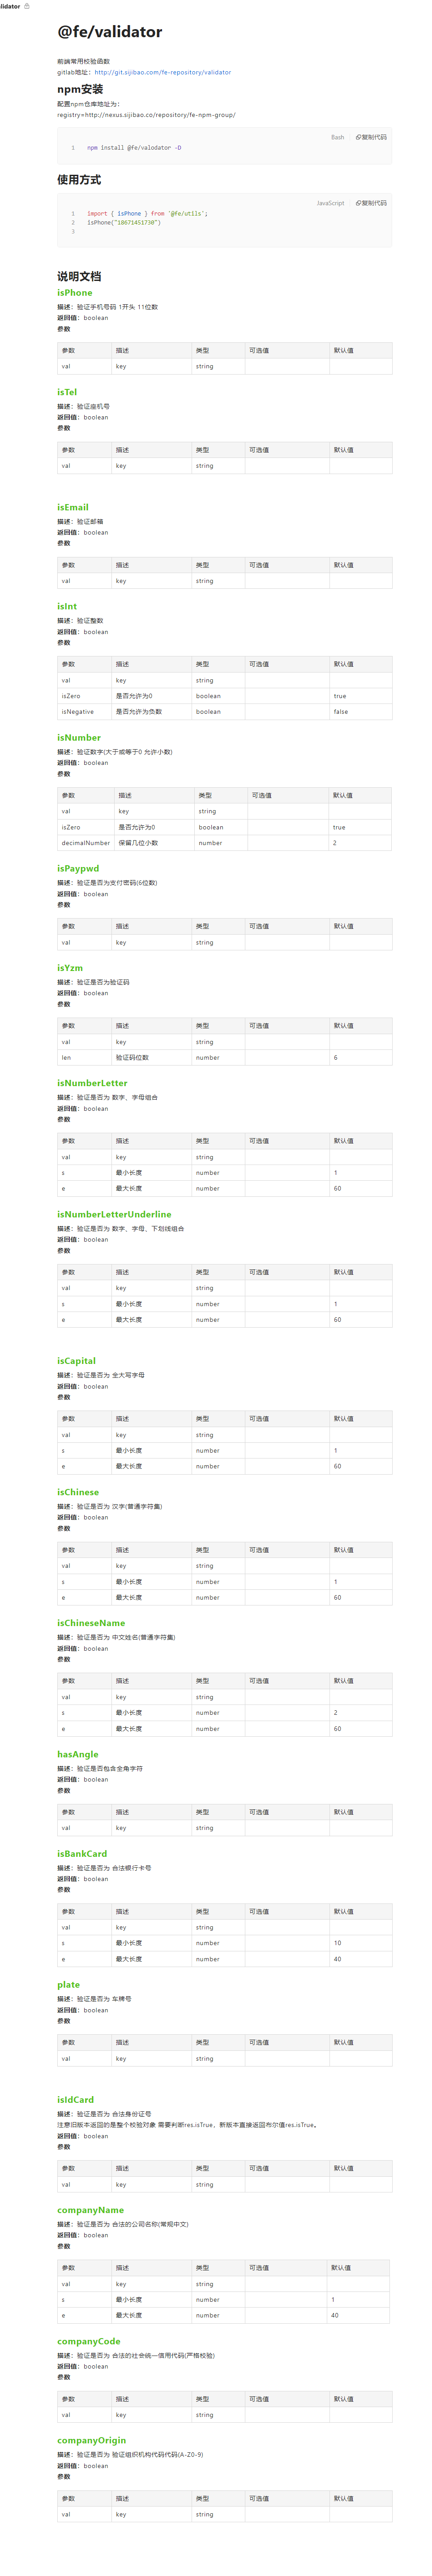 lidator
@fe/validator
前端常用校验函数
gitlab地址：http://git.sijibao.com/fe-repository/validator
npm安装
配置npm仓库地址为：
registry=http://nexus.sijibao.co/repository/fe-npm-group/
Bash 复制代码
1 npm install @fe/valodator -D
使用方式
JavaScript 复制代码
1 import { isPhone } from '@fe/utils';
2 isPhone("18671451730")
3
说明文档
isPhone
描述：验证手机号码 1开头 11位数
返回值：boolean
参数
参数 描述 类型 可选值 默认值
val key string
isTel
描述：验证座机号
返回值：boolean
参数
参数 描述 类型 可选值 默认值
val key string
isEmail
描述：验证邮箱
返回值：boolean
参数
参数 描述 类型 可选值 默认值
val key string
isInt
描述：验证整数
返回值：boolean
参数
参数 描述 类型 可选值 默认值
val key string
isZero 是否允许为0 boolean true
isNegative 是否允许为负数 boolean false
isNumber
描述：验证数字(大于或等于0 允许小数)
返回值：boolean
参数
参数 描述 类型 可选值 默认值
val key string
isZero 是否允许为0 boolean true
decimalNumber 保留几位小数 number 2
isPaypwd
描述：验证是否为支付密码(6位数)
返回值：boolean
参数
参数 描述 类型 可选值 默认值
val key string
isYzm
描述：验证是否为验证码
返回值：boolean
参数
参数 描述 类型 可选值 默认值
val key string
len 验证码位数 number 6
isNumberLetter
描述：验证是否为 数字、字母组合
返回值：boolean
参数
参数 描述 类型 可选值 默认值
val key string
s 最小长度 number 1
e 最大长度 number 60
isNumberLetterUnderline
描述：验证是否为 数字、字母、下划线组合
返回值：boolean
参数
参数 描述 类型 可选值 默认值
val key string
s 最小长度 number 1
e 最大长度 number 60
isCapital
描述：验证是否为 全大写字母
返回值：boolean
参数
参数 描述 类型 可选值 默认值
val key string
s 最小长度 number 1
e 最大长度 number 60
isChinese
描述：验证是否为 汉字(普通字符集)
返回值：boolean
参数
参数 描述 类型 可选值 默认值
val key string
s 最小长度 number 1
e 最大长度 number 60
isChineseName
描述：验证是否为 中文姓名(普通字符集)
返回值：boolean
参数
参数 描述 类型 可选值 默认值
val key string
s 最小长度 number 2
e 最大长度 number 60
hasAngle
描述：验证是否包含全角字符
返回值：boolean
参数
参数 描述 类型 可选值 默认值
val key string
isBankCard
描述：验证是否为 合法银行卡号
返回值：boolean
参数
参数 描述 类型 可选值 默认值
val key string
s 最小长度 number 10
e 最大长度 number 40
plate
描述：验证是否为 车牌号
返回值：boolean
参数
参数 描述 类型 可选值 默认值
val key string
isIdCard
描述：验证是否为 合法身份证号
注意旧版本返回的是整个校验对象 需要判断res.isTrue，新版本直接返回布尔值res.isTrue。
返回值：boolean
参数
参数 描述 类型 可选值 默认值
val key string
companyName
描述：验证是否为 合法的公司名称(常规中文)
返回值：boolean
参数
参数 描述 类型 可选值 默认值
val key string
s 最小长度 number 1
e 最大长度 number 40
companyCode
描述：验证是否为 合法的社会统一信用代码(严格校验)
返回值：boolean
参数
参数 描述 类型 可选值 默认值
val key string
companyOrigin
描述：验证是否为 验证组织机构代码代码(A-Z0-9)
返回值：boolean
参数
参数 描述 类型 可选值 默认值
val key string